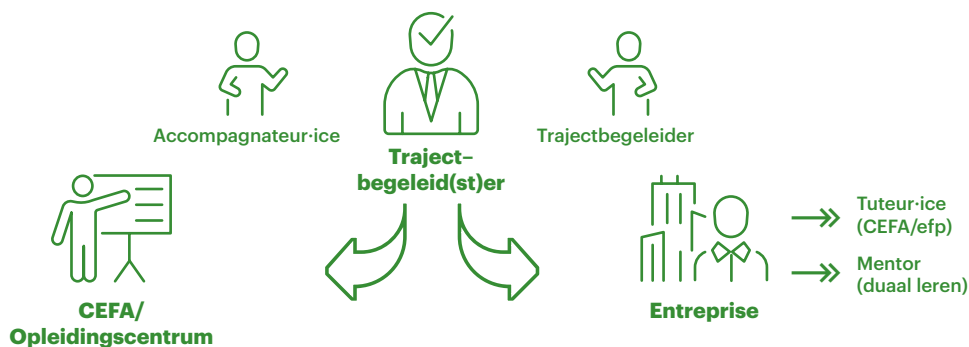 Accompagnateur·ice
Trajectbegeleider
Traject–
begeleid(st)er
Tuteur·ice
(CEFA/efp)
Mentor
(duaal leren)
CEFA/
Opleidingscentrum
Entreprise